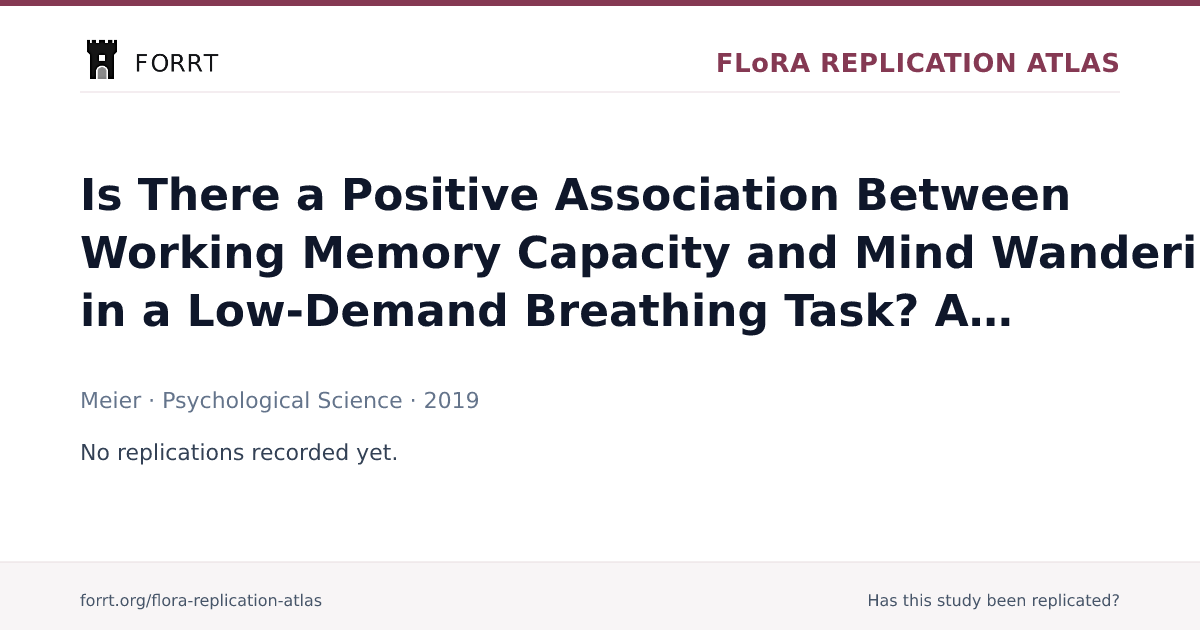 FORRT
FLoRA REPLICATION ATLAS
Is There a Positive Association Between
Working Memory Capacity and Mind Wanderi
in a Low-Demand Breathing Task? A…
Meier · Psychological Science · 2019
No replications recorded yet.
forrt.org/flora-replication-atlas
Has this study been replicated?